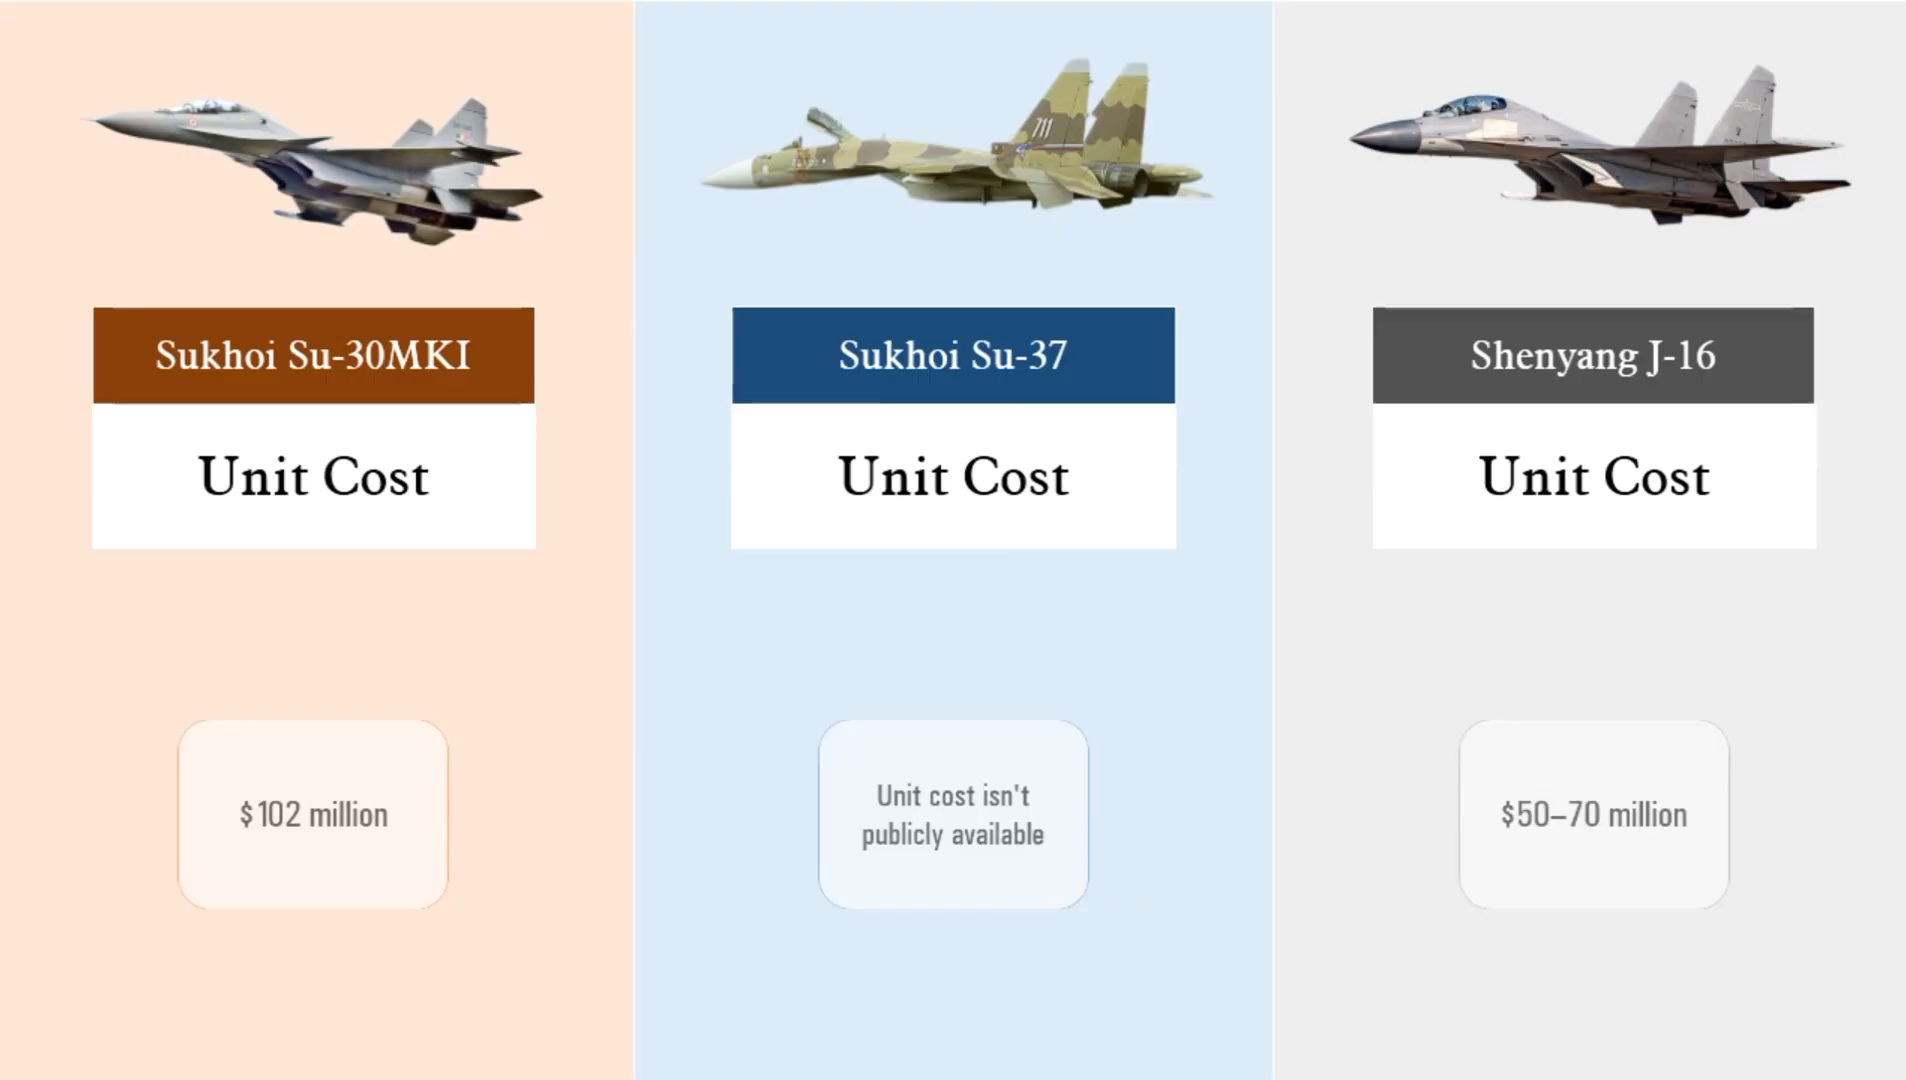 711
Sukhoi Su-30MKI
Unit Cost
$102 million
Sukhoi Su-37
Unit Cost
Unit cost isn't
publicly available
Shenyang J-16
Unit Cost
$50–70 million